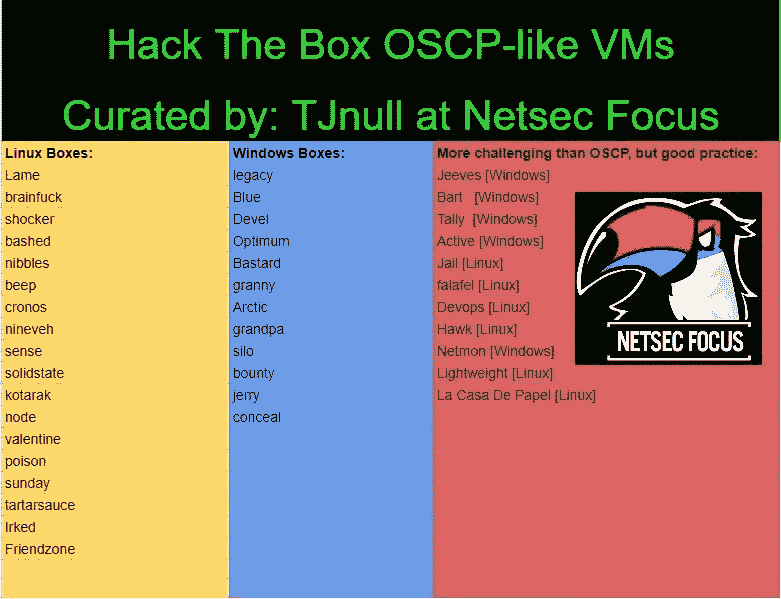 Hack The Box OSCP-like VMs
Curated by: TJnull at Netsec Focus
Linux Boxes:
Lame
brainfuck
shocker
bashed
nibbles
beep
cronos
nineveh
sense
solidstate
kotarak
node
valentine
poison
sunday
tartarsauce
Irked
Friendzone
Windows Boxes:
legacy
Blue
Devel
Optimum
Bastard
granny
Arctic
grandpa
silo
bounty
jerry
conceal
More challenging than OSCP, but good practice:
Jeeves [Windows]
Bart [Windows]
Tally [Windows]
Active [Windows]
Jail [Linux]
falafel [Linux]
Devops [Linux]
Hawk [Linux]
Netmon [Windows]
Lightweight [Linux]
La Casa De Papel [Linux]
NETSEC FOCUS